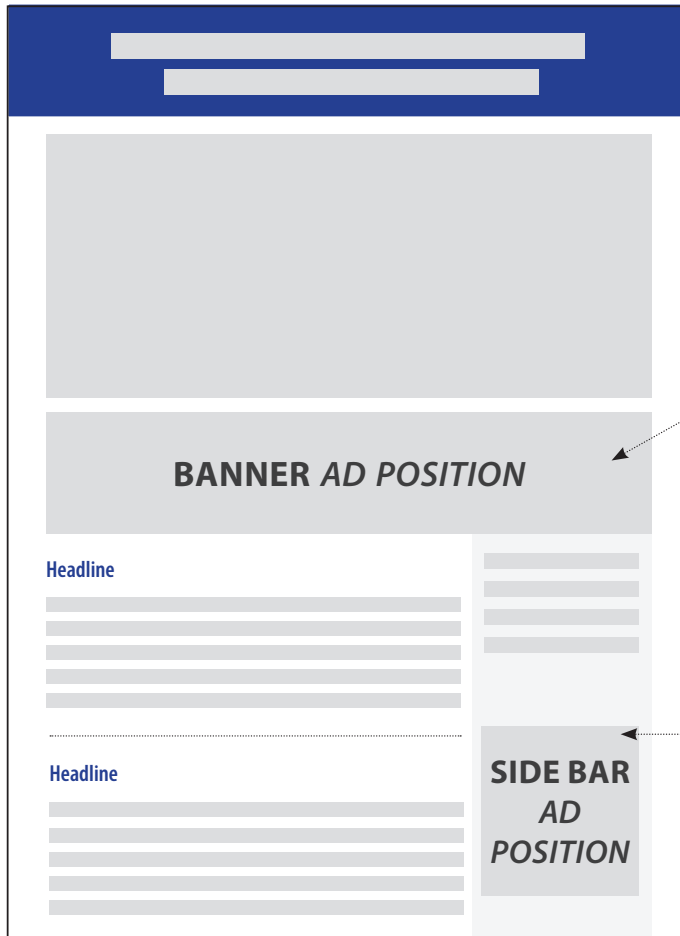 BANNER AD POSITION
Headline
Headline
SIDE BAR
AD
POSITION